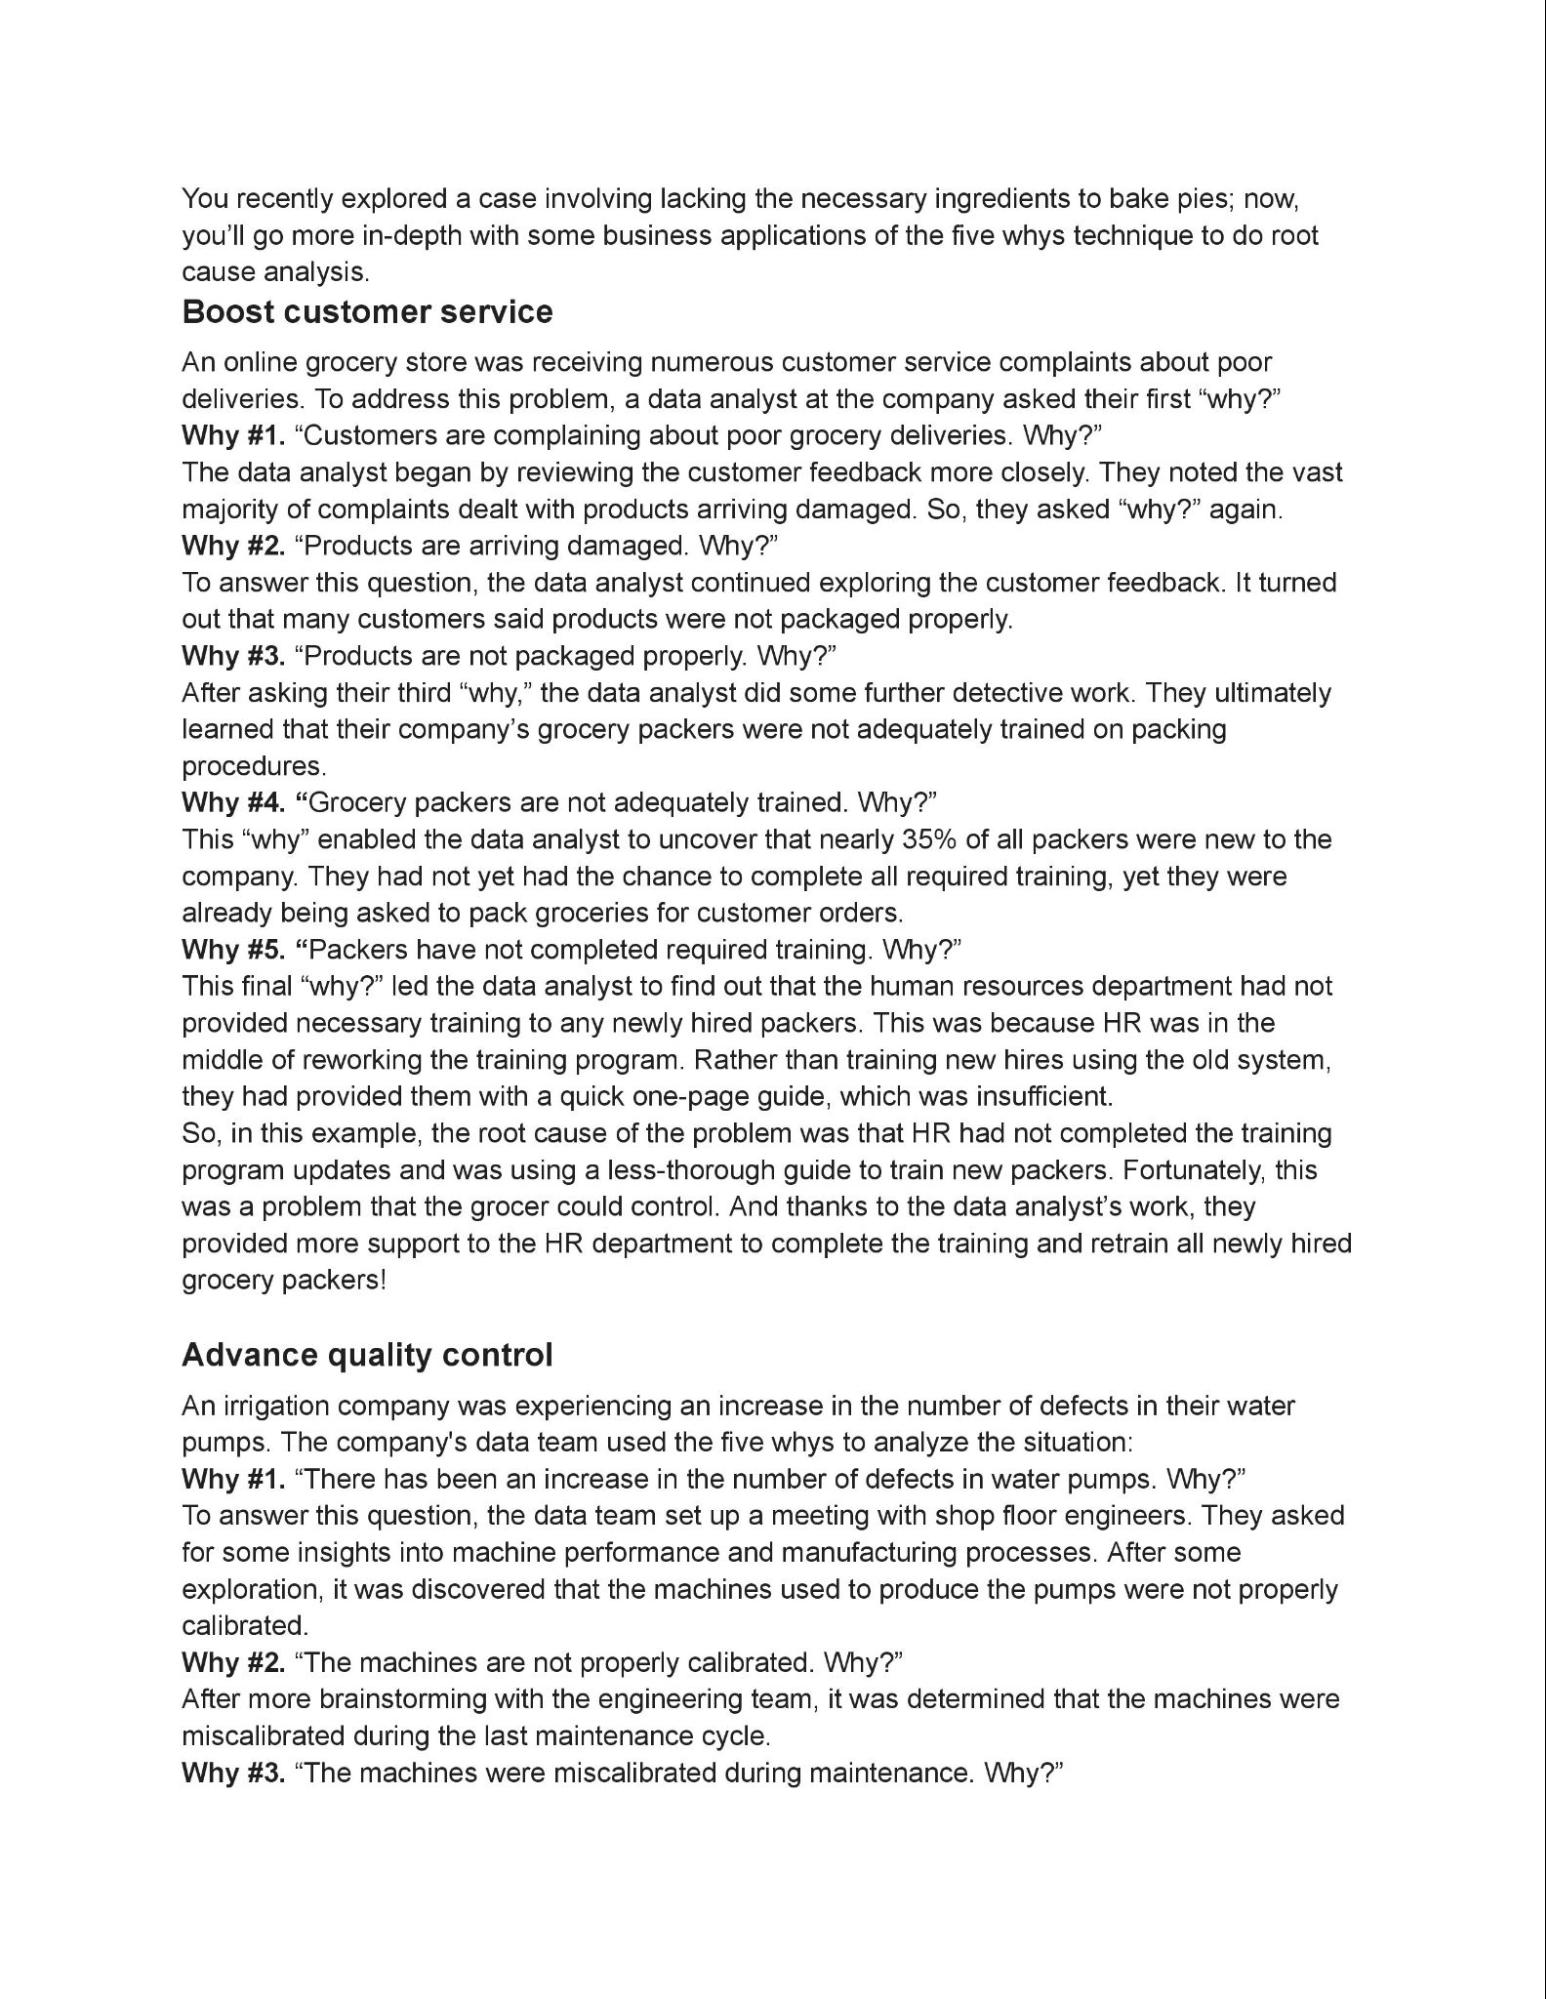 You recently explored a case involving lacking the necessary ingredients to bake pies; now,
you’ll go more in-depth with some business applications of the five whys technique to do root
cause analysis.
Boost customer service
An online grocery store was receiving numerous customer service complaints about poor
deliveries. To address this problem, a data analyst at the company asked their first “why?”
Why #1. “Customers are complaining about poor grocery deliveries. Why?”
The data analyst began by reviewing the customer feedback more closely. They noted the vast
majority of complaints dealt with products arriving damaged. So, they asked “why?” again.
Why #2. “Products are arriving damaged. Why?”
To answer this question, the data analyst continued exploring the customer feedback. It turned
out that many customers said products were not packaged properly.
Why #3. “Products are not packaged properly. Why?”
After asking their third “why,” the data analyst did some further detective work. They ultimately
learned that their company’s grocery packers were not adequately trained on packing
procedures.
Why #4. “Grocery packers are not adequately trained. Why?”
This “why” enabled the data analyst to uncover that nearly 35% of all packers were new to the
company. They had not yet had the chance to complete all required training, yet they were
already being asked to pack groceries for customer orders.
Why #5. “Packers have not completed required training. Why?”
This final “why?” led the data analyst to find out that the human resources department had not
provided necessary training to any newly hired packers. This was because HR was in the
middle of reworking the training program. Rather than training new hires using the old system,
they had provided them with a quick one-page guide, which was insufficient.
So, in this example, the root cause of the problem was that HR had not completed the training
program updates and was using a less-thorough guide to train new packers. Fortunately, this
was a problem that the grocer could control. And thanks to the data analyst’s work, they
provided more support to the HR department to complete the training and retrain all newly hired
grocery packers!
Advance quality control
An irrigation company was experiencing an increase in the number of defects in their water
pumps. The company's data team used the five whys to analyze the situation:
Why #1. “There has been an increase in the number of defects in water pumps. Why?”
To answer this question, the data team set up a meeting with shop floor engineers. They asked
for some insights into machine performance and manufacturing processes. After some
exploration, it was discovered that the machines used to produce the pumps were not properly
calibrated.
Why #2. “The machines are not properly calibrated. Why?”
After more brainstorming with the engineering team, it was determined that the machines were
miscalibrated during the last maintenance cycle.
Why #3. “The machines were miscalibrated during maintenance. Why?”